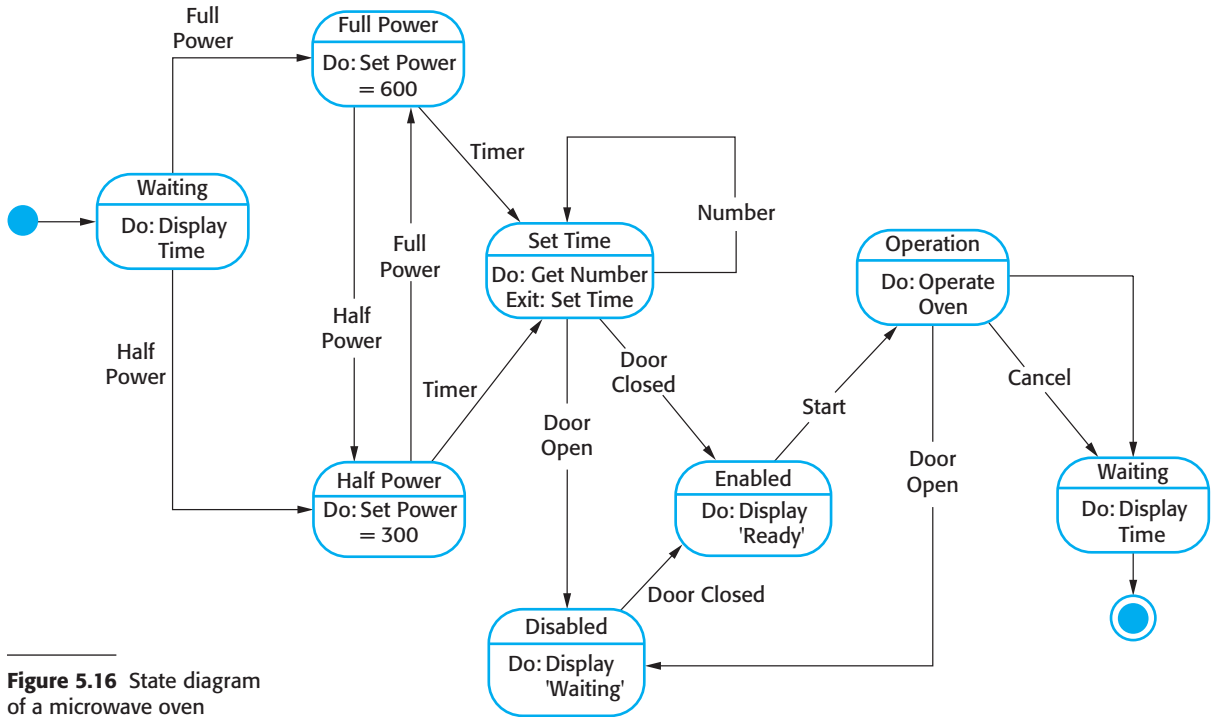 Full
Power
Full Power
Do: Set Power
= 600
Timer
Waiting
Do: Display
Time
Number
Full
Power
Set Time
Do: Get Number
Exit: Set Time
Operation
Do: Operate
Oven
Half
Power
Half
Power
Timer
Door
Closed
Door
Open
Start
Cancel
Door
Open
Half Power
Do: Set Power
= 300
Enabled
Do: Display
'Ready'
Waiting
Do: Display
Time
Door Closed
Disabled
Do: Display
'Waiting'
Figure 5.16 State diagram
of a microwave oven